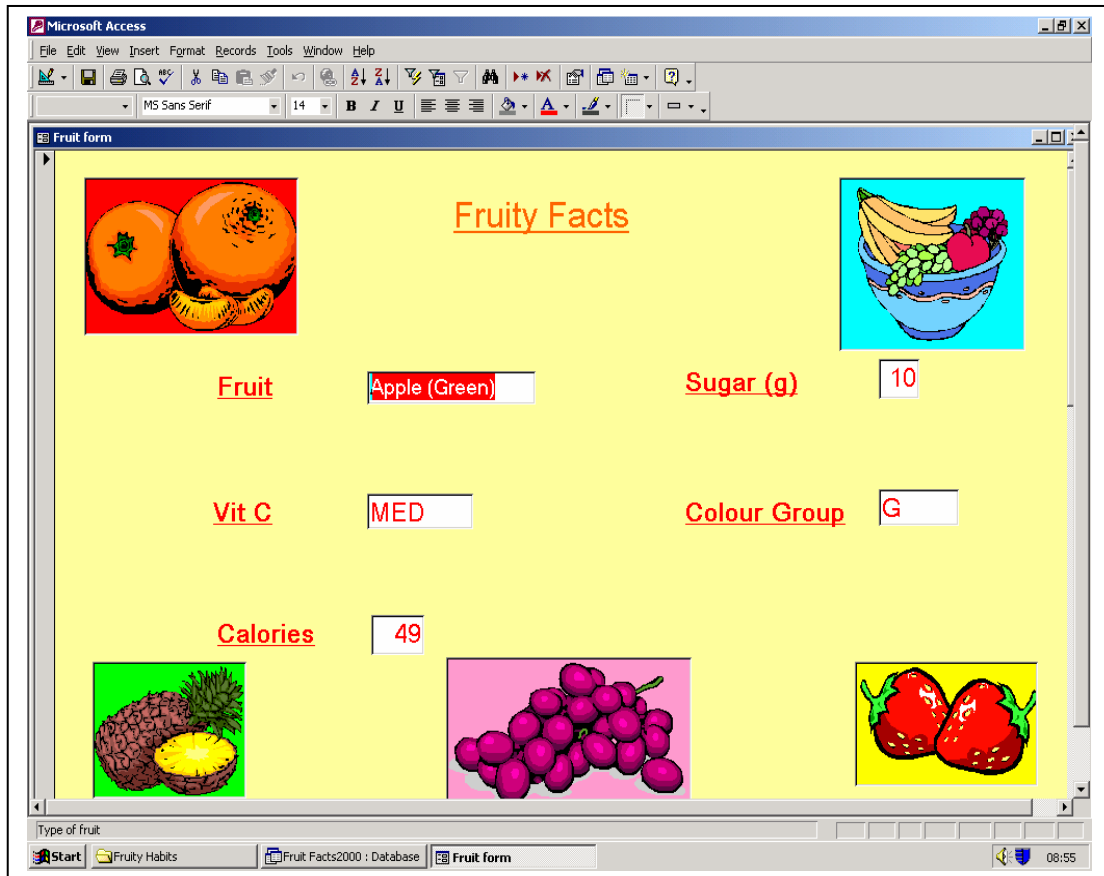 Microsoft Access
File Edit View Insert Format Records Tools Window Help
MS Sans Serif 14 B I U A
Fruit form
Fruity Facts
Fruit Apple (Green) Sugar (g) 10
Vit C MED Colour Group G
Calories 49
Type of fruit
Start Fruity Habits Fruit Facts2000 : Database Fruit form 08:55